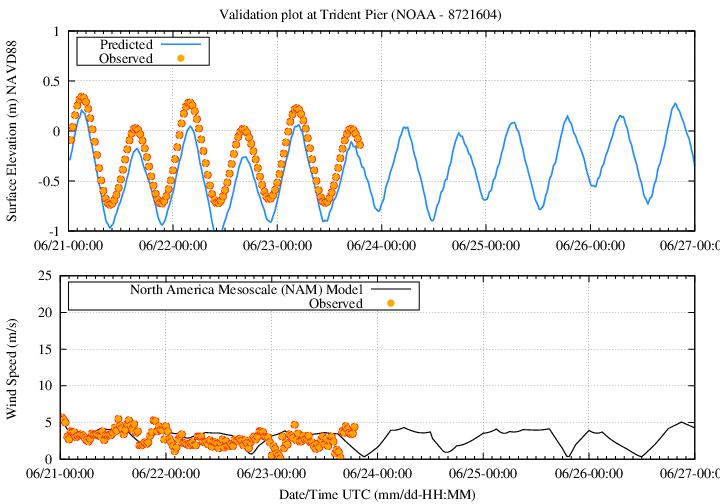 Validation plot at Trident Pier (NOAA - 8721604)
Surface Elevation (m) NAVD88
1
0.5
0
-0.5
-1
Predicted
Observed
06/21-00:00 06/22-00:00 06/23-00:00 06/24-00:00 06/25-00:00 06/26-00:00 06/27-00:00
Wind Speed (m/s)
25
20
15
10
5
0
North America Mesoscale (NAM) Model
Observed
06/21-00:00 06/22-00:00 06/23-00:00 06/24-00:00 06/25-00:00 06/26-00:00 06/27-00:0
Date/Time UTC (mm/dd-HH:MM)